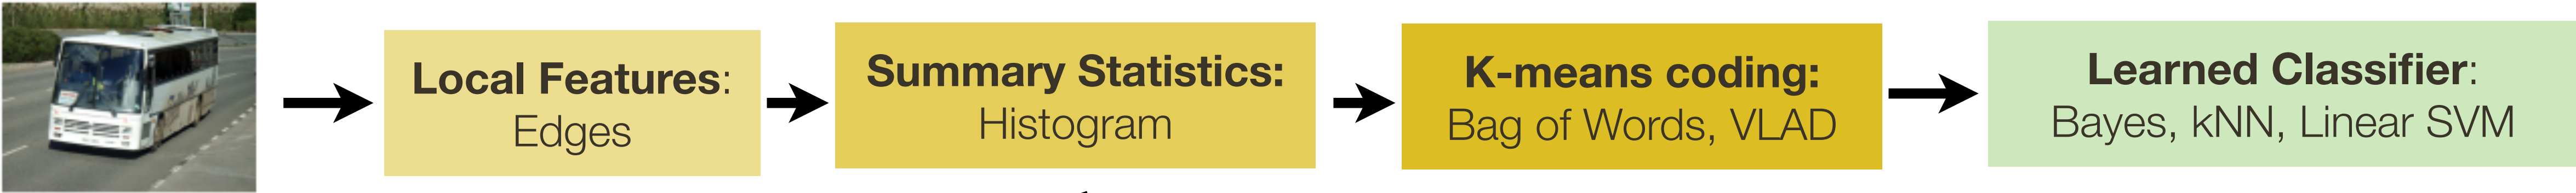 Local Features:
Edges
Summary Statistics:
Histogram
K-means coding:
Bag of Words, VLAD
Learned Classifier:
Bayes, kNN, Linear SVM